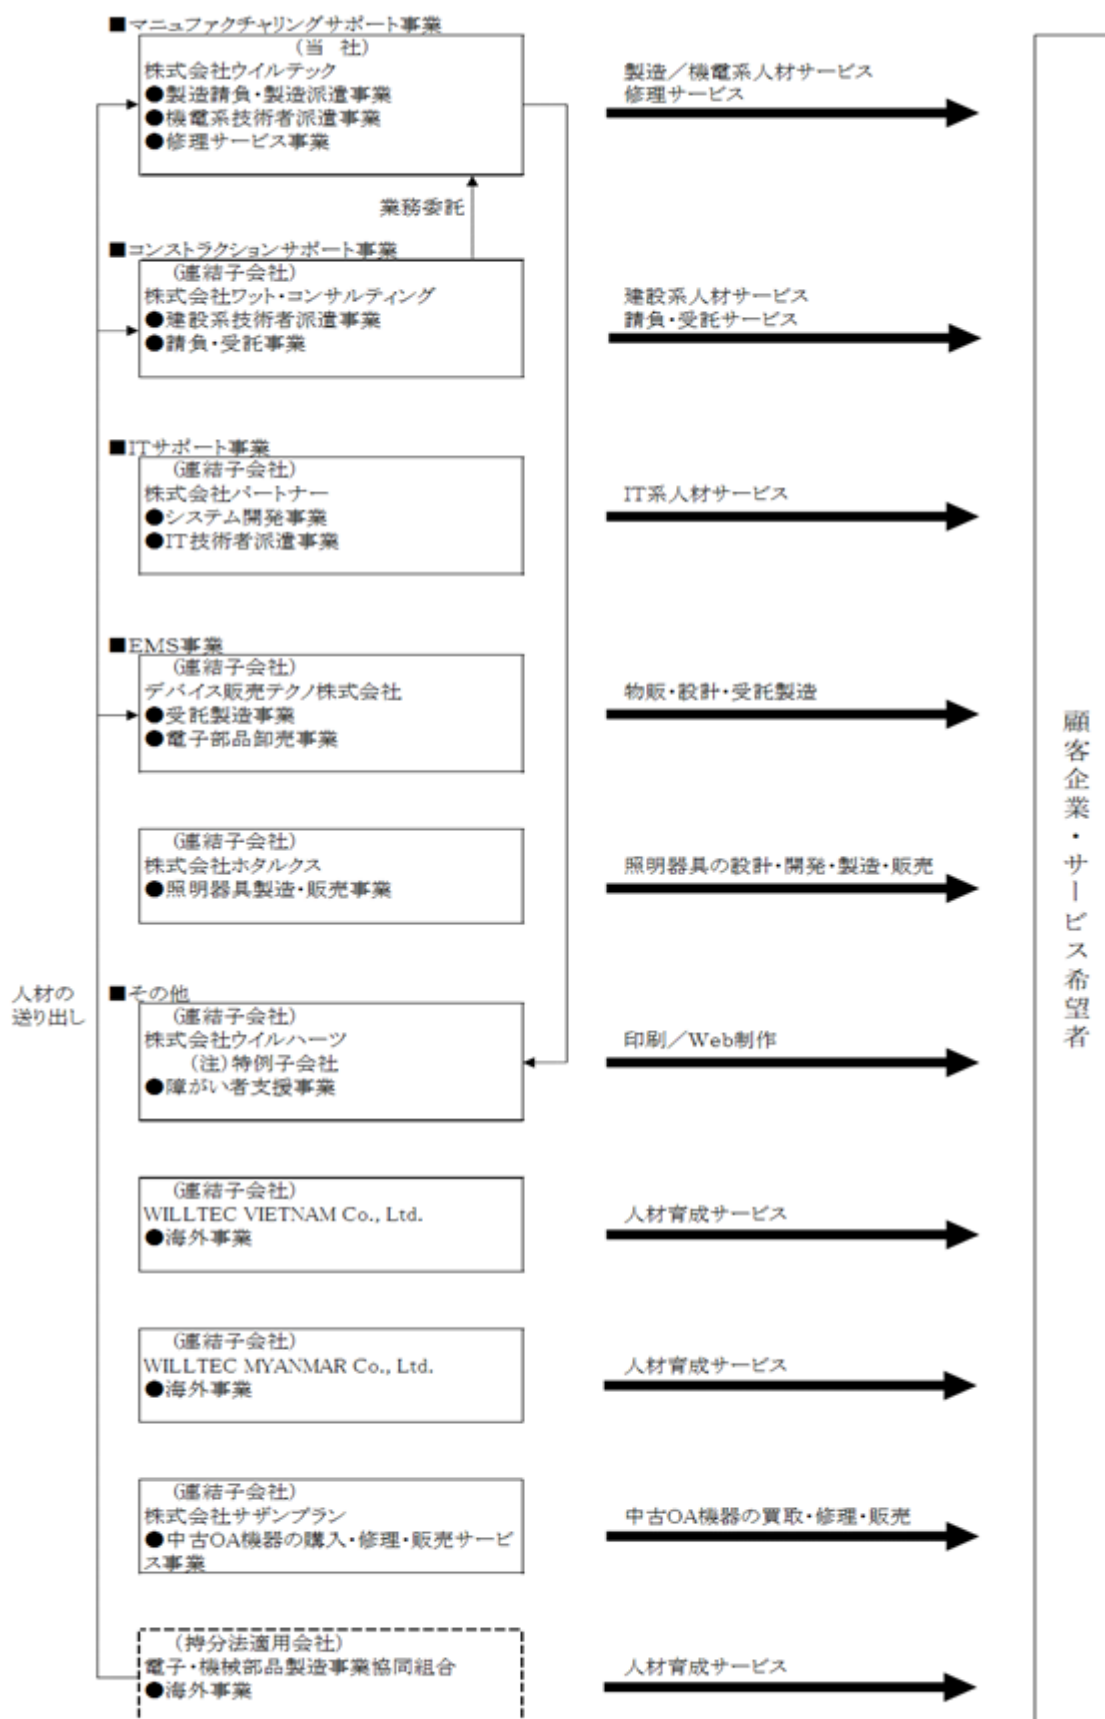 ■マニュファクチャリングサポート事業
(当 社)
株式会社ウイルテック
●製造請負・製造派遣事業
●機電系技術者派遣事業
●修理サービス事業
製造／機電系人材サービス
修理サービス
業務委託
■コンストラクションサポート事業
(連結子会社)
株式会社ワット・コンサルティング
●建設系技術者派遣事業
●請負・受託事業
建設系人材サービス
請負・受託サービス
■ITサポート事業
(連結子会社)
株式会社パートナー
●システム開発事業
●IT技術者派遣事業
IT系人材サービス
■EMS事業
(連結子会社)
デバイス販売テクノ株式会社
●受託製造事業
●電子部品卸売事業
物販・設計・受託製造
(連結子会社)
株式会社ホタルクス
●照明器具製造・販売事業
照明器具の設計・開発・製造・販売
人材の
送り出し
■その他
(連結子会社)
株式会社ウイルハーツ
(注)特例子会社
●障がい者支援事業
印刷／Web制作
(連結子会社)
WILLTEC VIETNAM Co., Ltd.
●海外事業
人材育成サービス
(連結子会社)
WILLTEC MYANMAR Co., Ltd.
●海外事業
人材育成サービス
(連結子会社)
株式会社サザンプラン
●中古OA機器の購入・修理・販売サービ
ス事業
中古OA機器の買取・修理・販売
(持分法適用会社)
電子・機械部品製造事業協同組合
●海外事業
人材育成サービス
顧客企業・サービス希望者